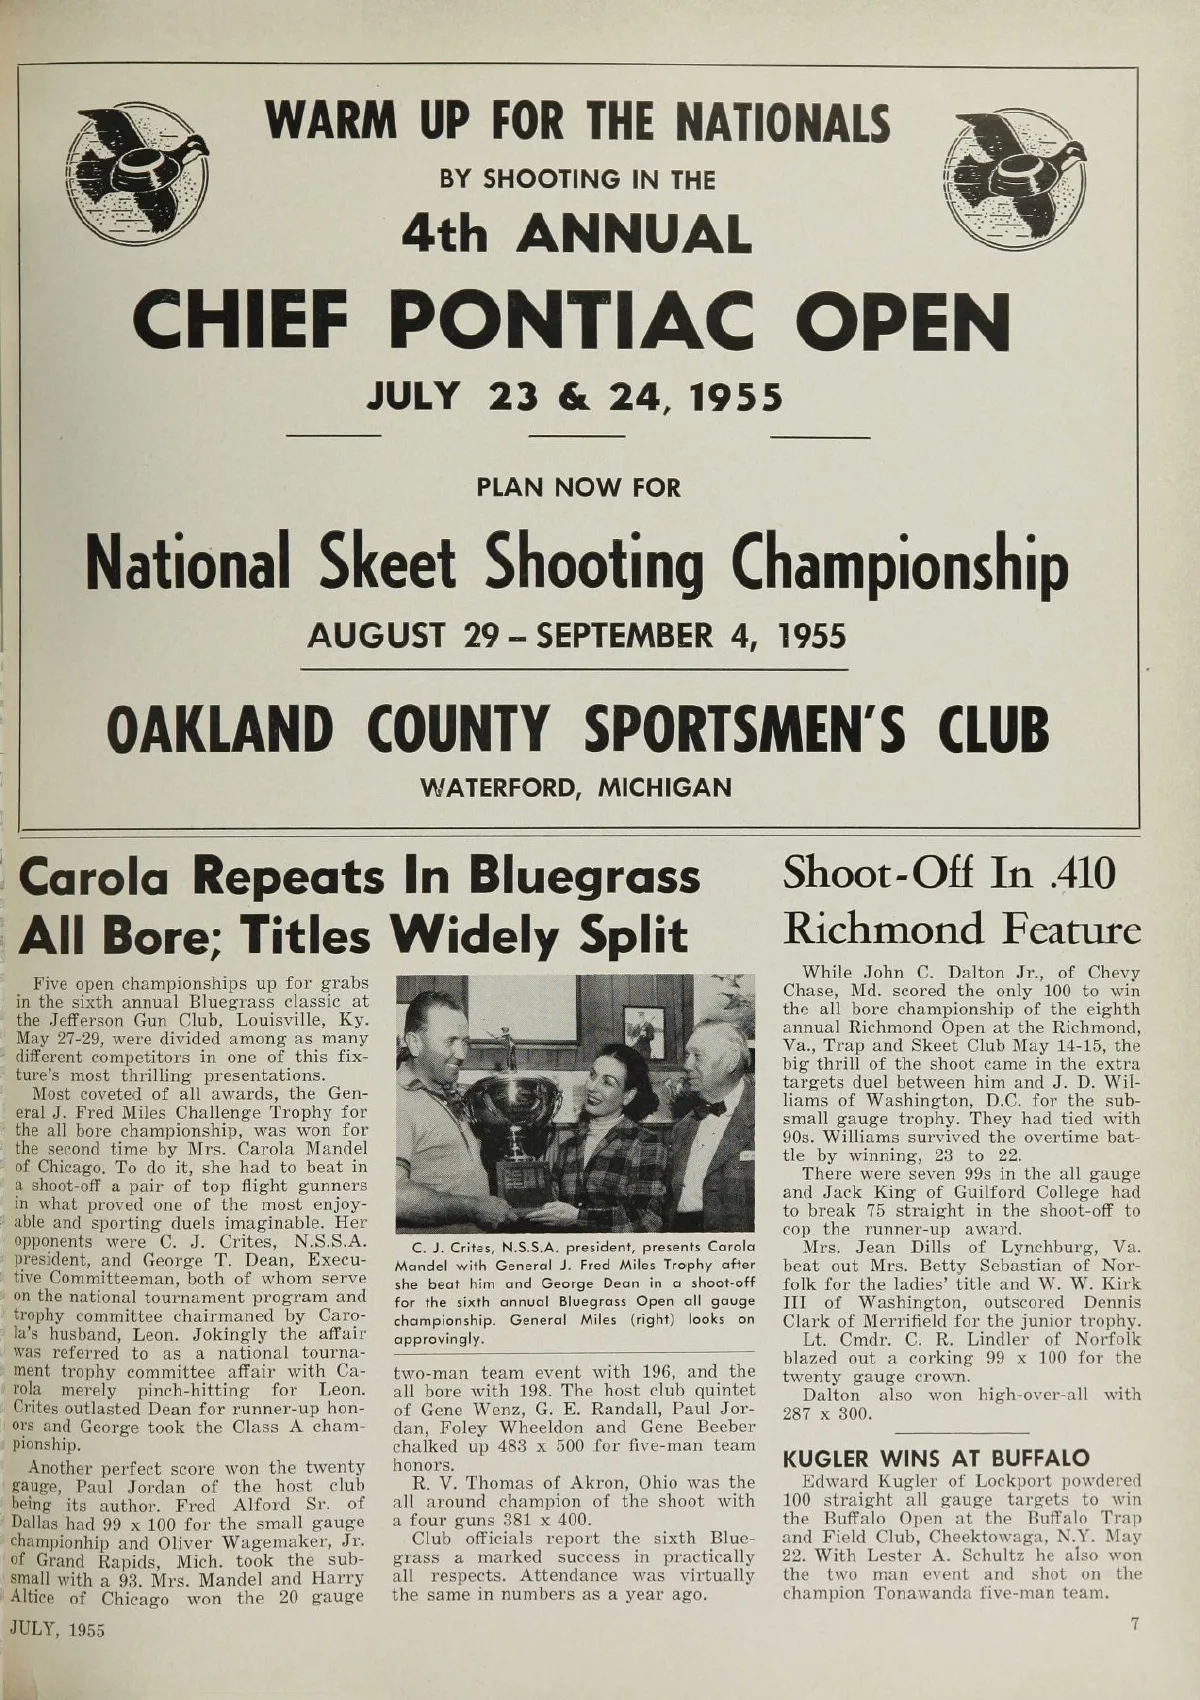 WARM UP FOR THE NATIONALS
BY SHOOTING IN THE
4th ANNUAL
CHIEF PONTIAC OPEN
JULY 23 & 24, 1955
PLAN NOW FOR
National Skeet Shooting Championship
AUGUST 29 – SEPTEMBER 4, 1955
OAKLAND COUNTY SPORTSMEN'S CLUB
WATERFORD, MICHIGAN
Carola Repeats In Bluegrass
All Bore; Titles Widely Split
Five open championships up for grabs
in the sixth annual Bluegrass classic at
the Jefferson Gun Club, Louisville, Ky.
May 27-29, were divided among as many
different competitors in one of this fix-
ture's most thrilling presentations.
Most coveted of all awards, the Gen-
eral J. Fred Miles Challenge Trophy for
the all bore championship, was won for
the second time by Mrs. Carola Mandel
of Chicago. To do it, she had to beat in
a shoot-off a pair of top flight gunners
in what proved one of the most enjoy-
able and sporting duels imaginable. Her
opponents were C. J. Crites, N.S.S.A.
president, and George T. Dean, Execu-
tive Committeeman, both of whom serve
on the national tournament program and
trophy committee chairmaned by Caro-
la's husband, Leon. Jokingly the affair
was referred to as a national tourna-
ment trophy committee affair with Ca-
rola merely pinch-hitting for Leon.
Crites outlasted Dean for runner-up hon-
ors and George took the Class A cham-
pionship.
Another perfect score won the twenty
gauge, Paul Jordan of the host club
being its author. Fred Alford Sr. of
Dallas had 99 x 100 for the small gauge
championhip and Oliver Wagemaker, Jr.
of Grand Rapids, Mich. took the sub-
small with a 93. Mrs. Mandel and Harry
Altice of Chicago won the 20 gauge
C. J. Crites, N.S.S.A. president, presents Carola
Mandel with General J. Fred Miles Trophy after
she beat him and George Dean in a shoot-off
for the sixth annual Bluegrass Open all gauge
championship. General Miles (right) looks on
approvingly.
two-man team event with 196, and the
all bore with 198. The host club quintet
of Gene Wenz, G. E. Randall, Paul Jor-
dan, Foley Wheeldon and Gene Beeber
chalked up 483 x 500 for five-man team
honors.
R. V. Thomas of Akron, Ohio was the
all around champion of the shoot with
a four guns 381 x 400.
Club officials report the sixth Blue-
grass a marked success in practically
all respects. Attendance was virtually
the same in numbers as a year ago.
Shoot-Off In .410
Richmond Feature
While John C. Dalton Jr., of Chevy
Chase, Md. scored the only 100 to win
the all bore championship of the eighth
annual Richmond Open at the Richmond,
Va., Trap and Skeet Club May 14-15, the
big thrill of the shoot came in the extra
targets duel between him and J. D. Wil-
liams of Washington, D.C. for the sub-
small gauge trophy. They had tied with
90s. Williams survived the overtime bat-
tle by winning, 23 to 22.
There were seven 99s in the all gauge
and Jack King of Guilford College had
to break 75 straight in the shoot-off to
cop the runner-up award.
Mrs. Jean Dills of Lynchburg, Va.
beat out Mrs. Betty Sebastian of Nor-
folk for the ladies' title and W. W. Kirk
III of Washington, outscored Dennis
Clark of Merrifield for the junior trophy.
Lt. Cmdr. C. R. Lindler of Norfolk
blazed out a corking 99 x 100 for the
twenty gauge crown.
Dalton also won high-over-all with
287 x 300.
KUGLER WINS AT BUFFALO
Edward Kugler of Lockport powdered
100 straight all gauge targets to win
the Buffalo Open at the Buffalo Trap
and Field Club, Cheektowaga, N.Y. May
22. With Lester A. Schultz he also won
the two man event and shot on the
champion Tonawanda five-man team.
JULY, 1955
7